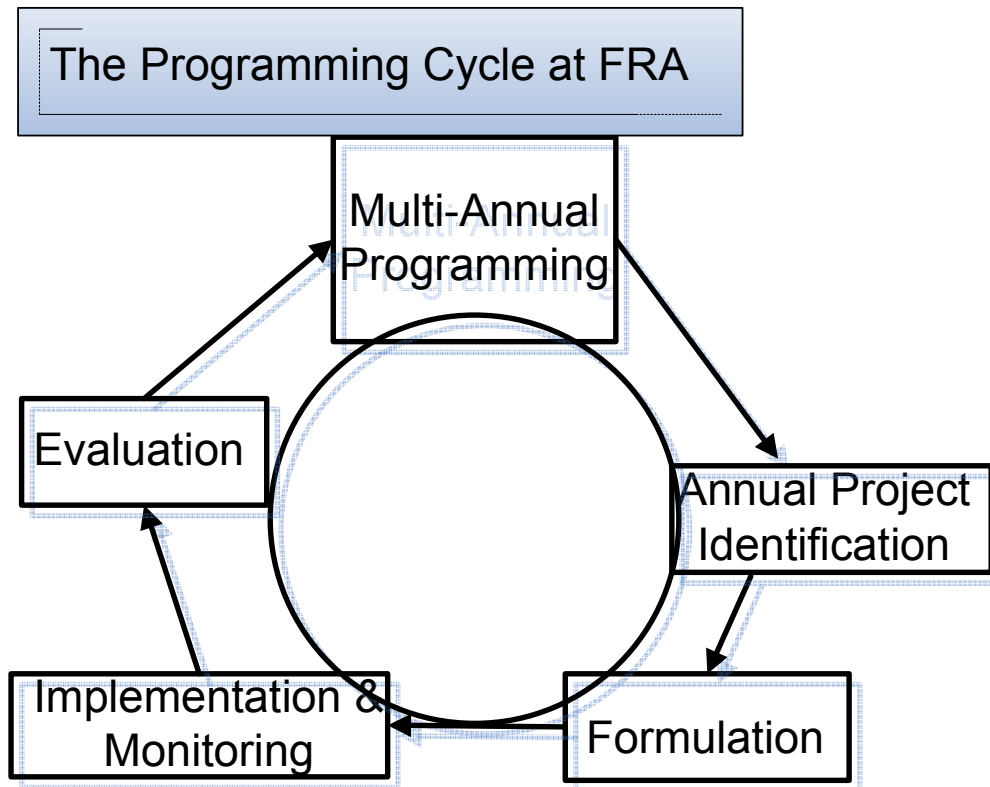 The Programming Cycle at FRA
Multi-Annual
Programming
Evaluation
Annual Project
Identification
Implementation &
Monitoring
Formulation